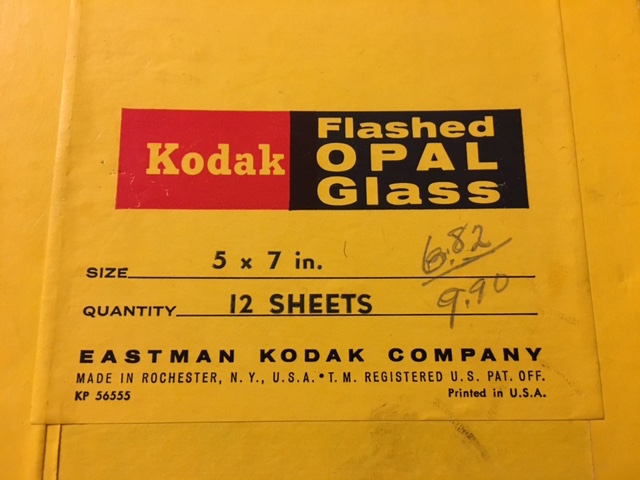 Kodak
Flashed
OPAL
Glass
SIZE 5 x 7 in.
6.82
QUANTITY 12 SHEETS
9.90
EASTMAN KODAK COMPANY
MADE IN ROCHESTER, N. Y., U.S.A. • T. M. REGISTERED U. S. PAT. OFF.
KP 56555
Printed in U.S.A.